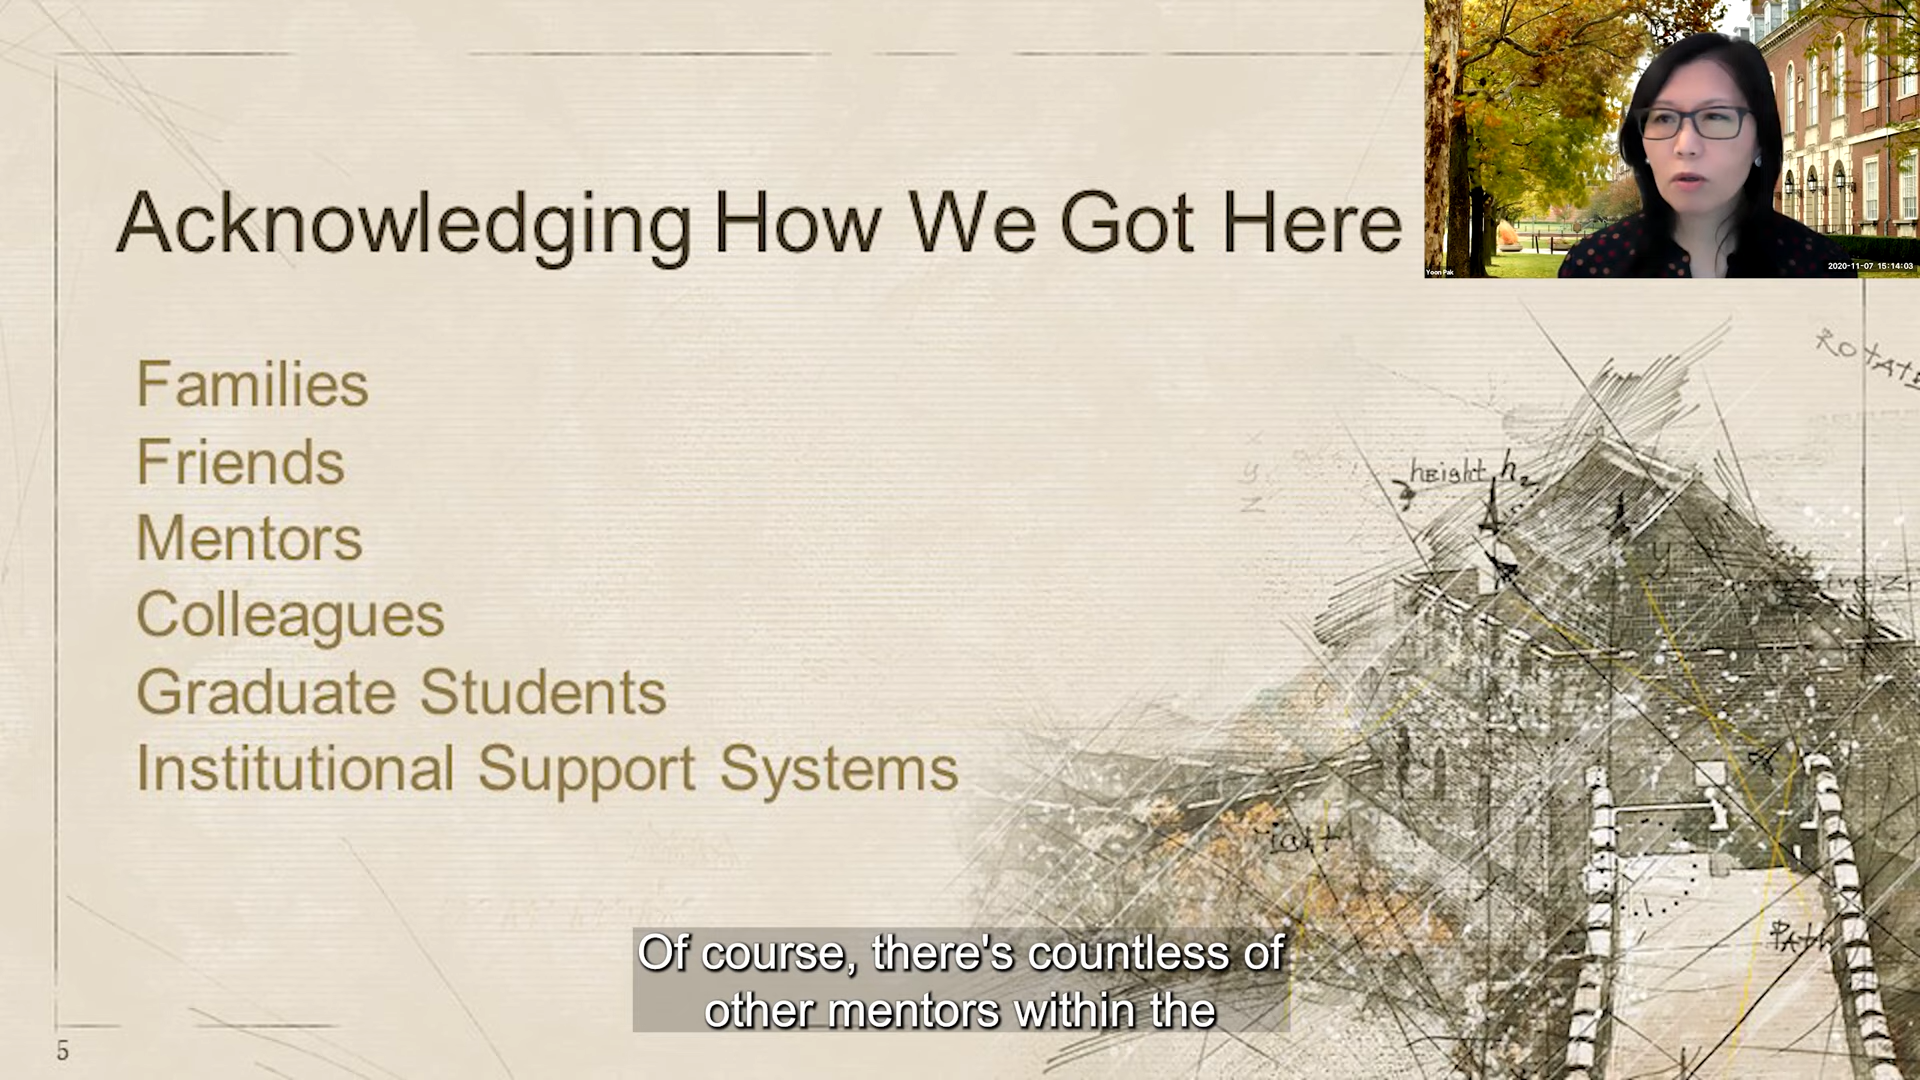 Acknowledging How We Got Here
Yoon Pak
2020-11-07 15:14:03
Families
Friends
Mentors
Colleagues
Graduate Students
Institutional Support Systems
height h2
y
Z
PATH
Of course, there's countless of
other mentors within the
5